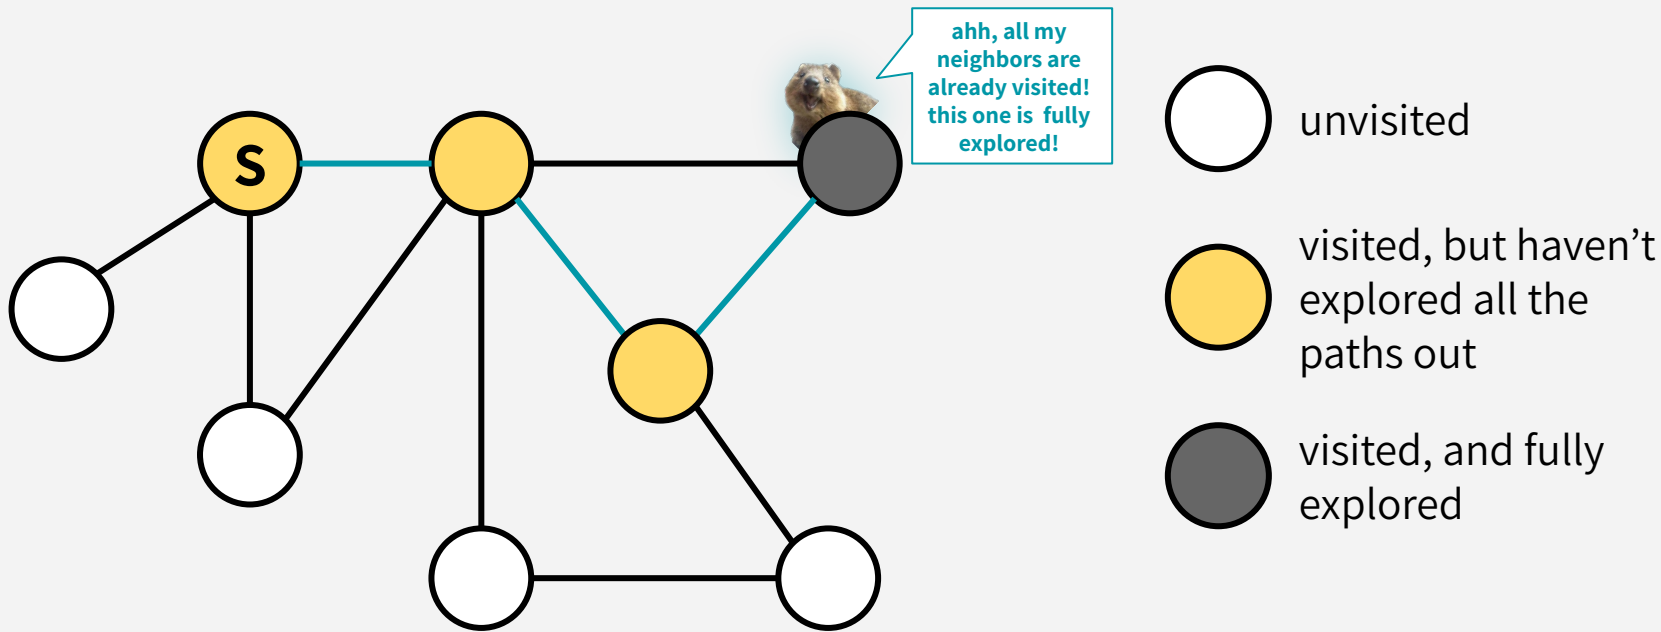 ahh, all my
neighbors are
already visited!
this one is fully
explored!
S
unvisited
visited, but haven’t
explored all the
paths out
visited, and fully
explored